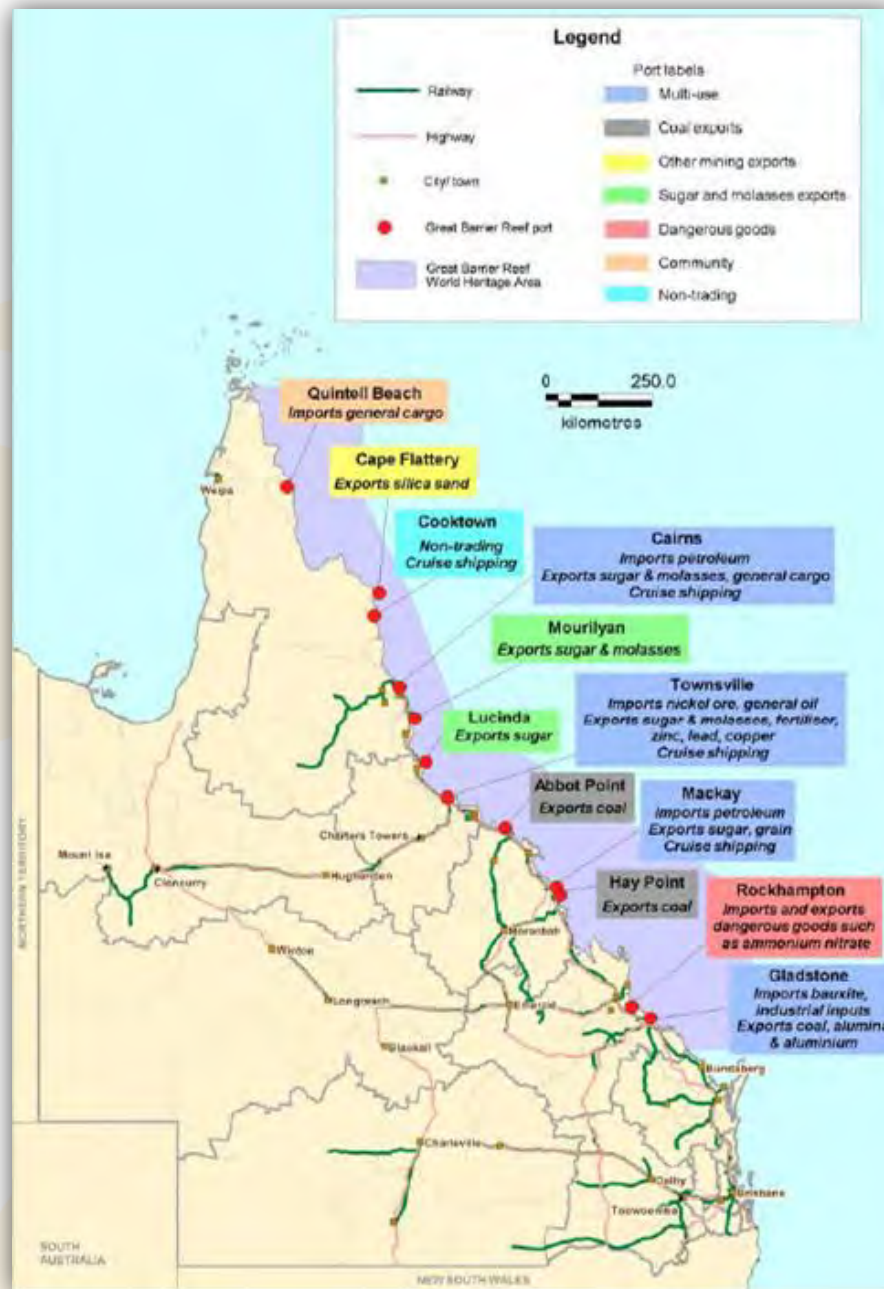 Legend
Railway
Highway
City/ town
Great Barrier Reef port
Great Barrier Reef
World Heritage Area
Port labels
Multi-use
Coal exports
Other mining exports
Sugar and molasses exports
Dangerous goods
Community
Non-trading
0 250.0
kilometres
Quintell Beach
Imports general cargo
Cape Flattery
Exports silica sand
Weipa
Cooktown
Non-trading
Cruise shipping
Cairns
Imports petroleum
Exports sugar & molasses, general cargo
Cruise shipping
Mourilyan
Exports sugar & molasses
Townsville
Imports nickel ore, general oil
Exports sugar & molasses, fertiliser,
zinc, lead, copper
Cruise shipping
Lucinda
Exports sugar
Abbot Point
Exports coal
Mackay
Imports petroleum
Exports sugar, grain
Cruise shipping
Hay Point
Exports coal
Rockhampton
Imports and exports
dangerous goods such
as ammonium nitrate
Gladstone
Imports bauxite,
industrial inputs
Exports coal, alumina
& aluminium
Charters Towers
Mount Isa
Cloncurry
Hughenden
Winton
Moranbah
Longreach
Emerald
Blackall
Bundaberg
Charleville
Dalby
Toowoomba
Brisbane
NORTHERN TERRITORY
SOUTH
AUSTRALIA
NEW SOUTH WALES